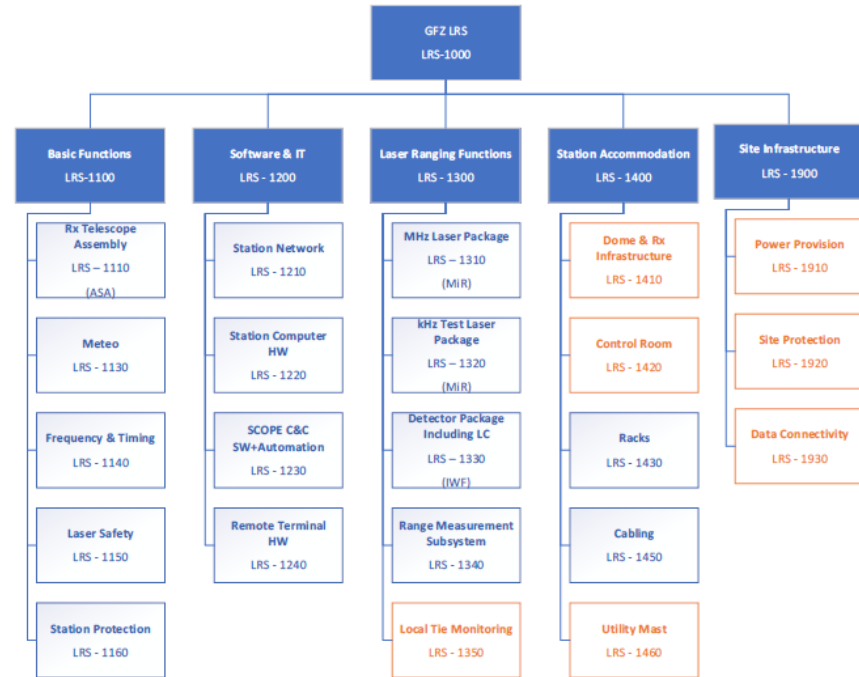 GFZ LRS
LRS-1000
Basic Functions
LRS-1100
Rx Telescope
Assembly
LRS – 1110
(ASA)
Meteo
LRS - 1130
Frequency & Timing
LRS - 1140
Laser Safety
LRS - 1150
Station Protection
LRS - 1160
Software & IT
LRS - 1200
Station Network
LRS - 1210
Station Computer
HW
LRS - 1220
SCOPE C&C
SW+Automation
LRS - 1230
Remote Terminal
HW
LRS - 1240
Laser Ranging Functions
LRS - 1300
MHz Laser Package
LRS – 1310
(MiR)
kHz Test Laser
Package
LRS – 1320
(MiR)
Detector Package
Including LC
LRS – 1330
(IWF)
Range Measurement
Subsystem
LRS - 1340
Local Tie Monitoring
LRS - 1350
Station Accommodation
LRS - 1400
Dome & Rx
Infrastructure
LRS - 1410
Control Room
LRS - 1420
Racks
LRS - 1430
Cabling
LRS - 1450
Utility Mast
LRS - 1460
Site Infrastructure
LRS - 1900
Power Provision
LRS - 1910
Site Protection
LRS - 1920
Data Connectivity
LRS - 1930